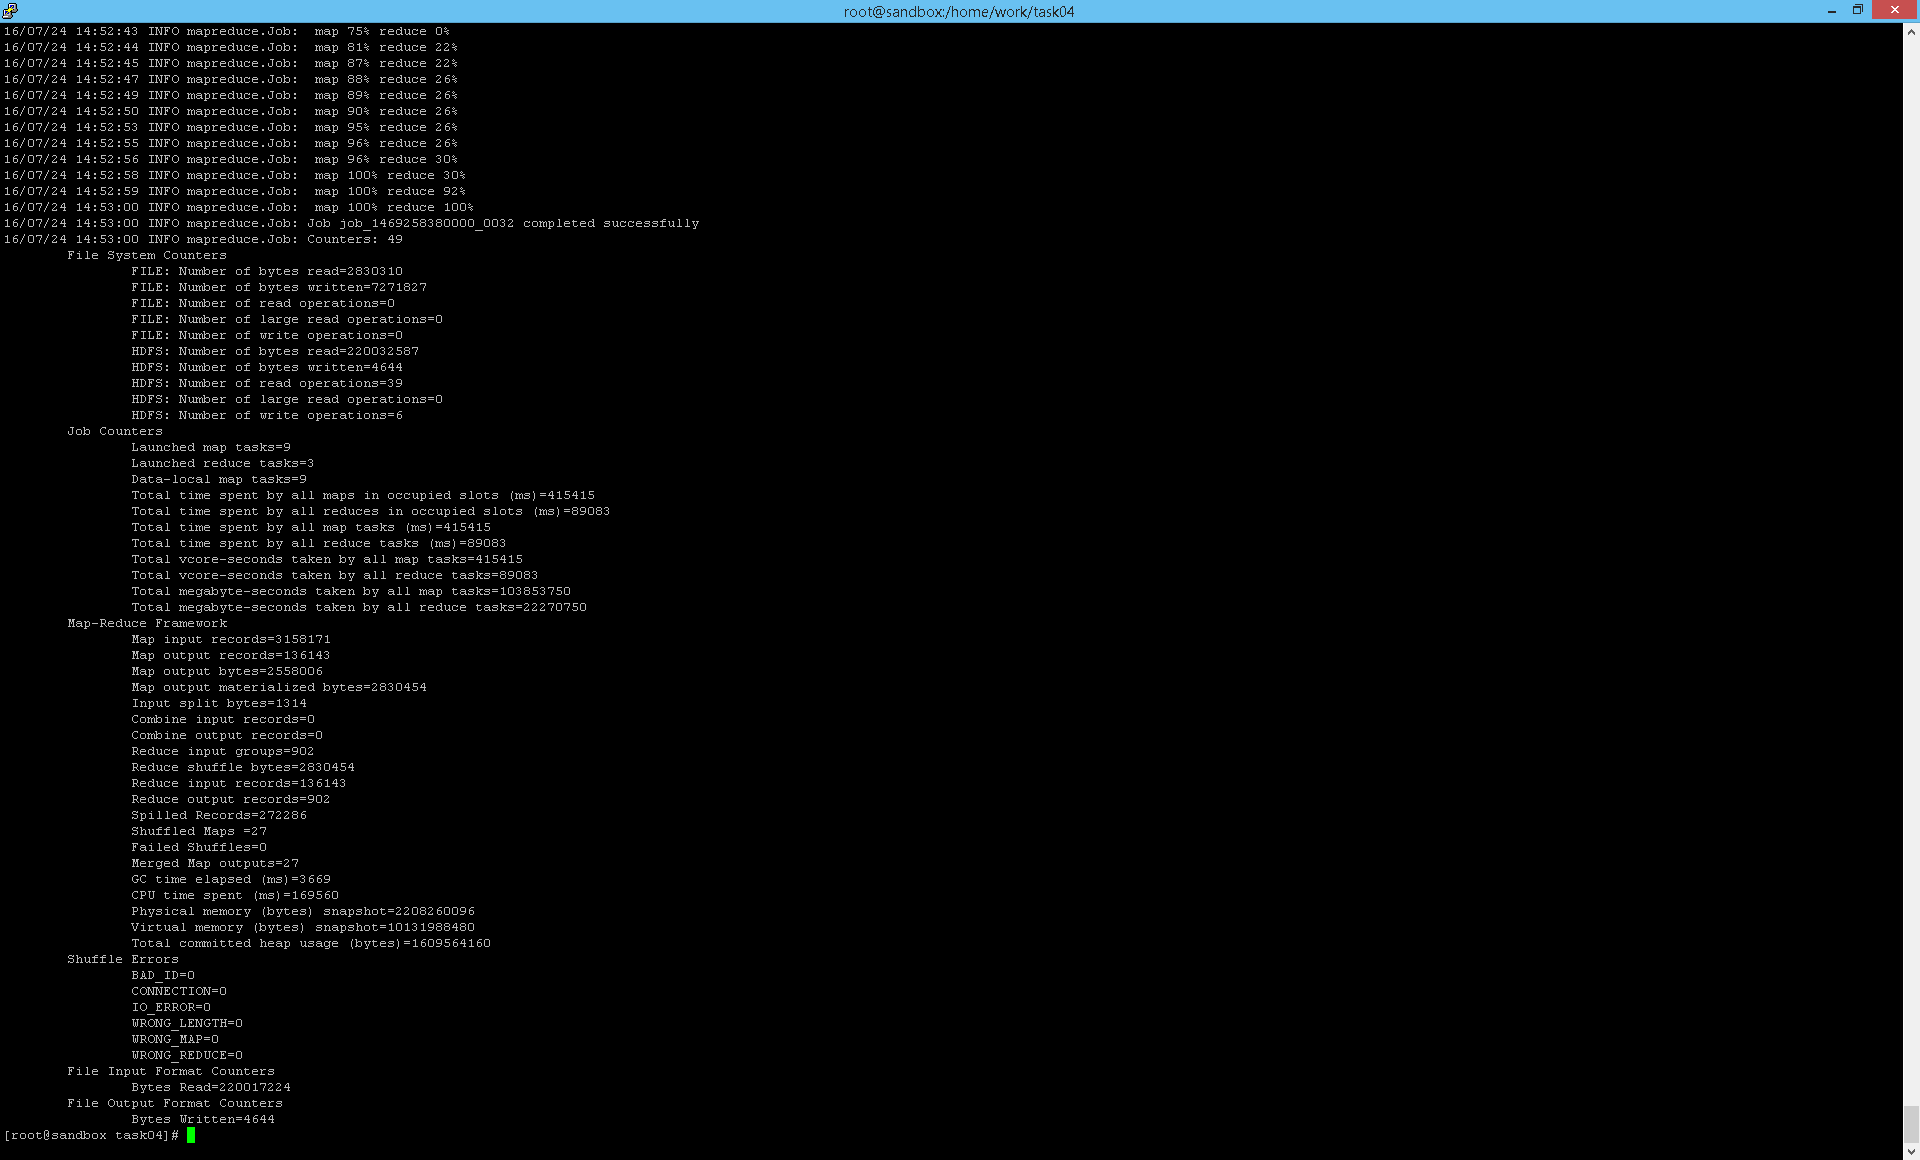 root@sandbox:/home/work/task04
16/07/24 14:52:43 INFO mapreduce.Job:  map 75% reduce 0%
16/07/24 14:52:44 INFO mapreduce.Job:  map 81% reduce 22%
16/07/24 14:52:45 INFO mapreduce.Job:  map 87% reduce 22%
16/07/24 14:52:47 INFO mapreduce.Job:  map 88% reduce 26%
16/07/24 14:52:49 INFO mapreduce.Job:  map 89% reduce 26%
16/07/24 14:52:50 INFO mapreduce.Job:  map 90% reduce 26%
16/07/24 14:52:53 INFO mapreduce.Job:  map 95% reduce 26%
16/07/24 14:52:55 INFO mapreduce.Job:  map 96% reduce 26%
16/07/24 14:52:56 INFO mapreduce.Job:  map 96% reduce 30%
16/07/24 14:52:58 INFO mapreduce.Job:  map 100% reduce 30%
16/07/24 14:52:59 INFO mapreduce.Job:  map 100% reduce 92%
16/07/24 14:53:00 INFO mapreduce.Job:  map 100% reduce 100%
16/07/24 14:53:00 INFO mapreduce.Job: Job job_1469258380000_0032 completed successfully
16/07/24 14:53:00 INFO mapreduce.Job: Counters: 49
File System Counters
FILE: Number of bytes read=2830310
FILE: Number of bytes written=7271827
FILE: Number of read operations=0
FILE: Number of large read operations=0
FILE: Number of write operations=0
HDFS: Number of bytes read=220032587
HDFS: Number of bytes written=4644
HDFS: Number of read operations=39
HDFS: Number of large read operations=0
HDFS: Number of write operations=6
Job Counters
Launched map tasks=9
Launched reduce tasks=3
Data-local map tasks=9
Total time spent by all maps in occupied slots (ms)=415415
Total time spent by all reduces in occupied slots (ms)=89083
Total time spent by all map tasks (ms)=415415
Total time spent by all reduce tasks (ms)=89083
Total vcore-seconds taken by all map tasks=415415
Total vcore-seconds taken by all reduce tasks=89083
Total megabyte-seconds taken by all map tasks=103853750
Total megabyte-seconds taken by all reduce tasks=22270750
Map-Reduce Framework
Map input records=3158171
Map output records=136143
Map output bytes=2558006
Map output materialized bytes=2830454
Input split bytes=1314
Combine input records=0
Combine output records=0
Reduce input groups=902
Reduce shuffle bytes=2830454
Reduce input records=136143
Reduce output records=902
Spilled Records=272286
Shuffled Maps =27
Failed Shuffles=0
Merged Map outputs=27
GC time elapsed (ms)=3669
CPU time spent (ms)=169560
Physical memory (bytes) snapshot=2208260096
Virtual memory (bytes) snapshot=10131988480
Total committed heap usage (bytes)=1609564160
Shuffle Errors
BAD_ID=0
CONNECTION=0
IO_ERROR=0
WRONG_LENGTH=0
WRONG_MAP=0
WRONG_REDUCE=0
File Input Format Counters
Bytes Read=220017224
File Output Format Counters
Bytes Written=4644
[root@sandbox task04]#